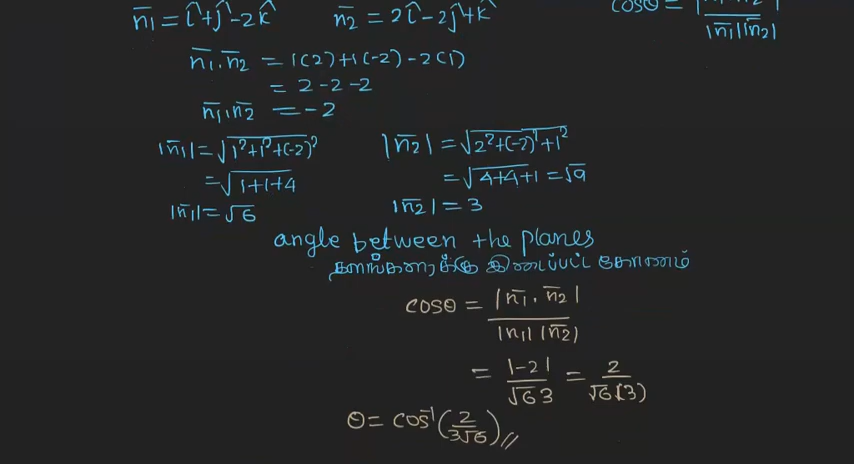 n̅1 = î+ĵ-2k̂    n̅2 = 2î-2ĵ+k̂    cosθ =
|n̅1||n̅2|
n̅1.n̅2 = 1(2)+1(-2)-2(1)
= 2-2-2
n̅1.n̅2 = -2
|n̅1| = √(1²+1²+(-2)²)    |n̅2| = √(2²+(-2)²+1²)
= √(1+1+4)    = √(4+4+1) = √9
|n̅1| = √6    |n̅2| = 3
angle between the planes
தளங்களுக்கு இடைப்பட்ட கோணம்
cosθ = |n̅1.n̅2| / |n̅1||n̅2|
= |-2| / √6 3 = 2 / √6(3)
θ = cos⁻¹(2/3√6)//